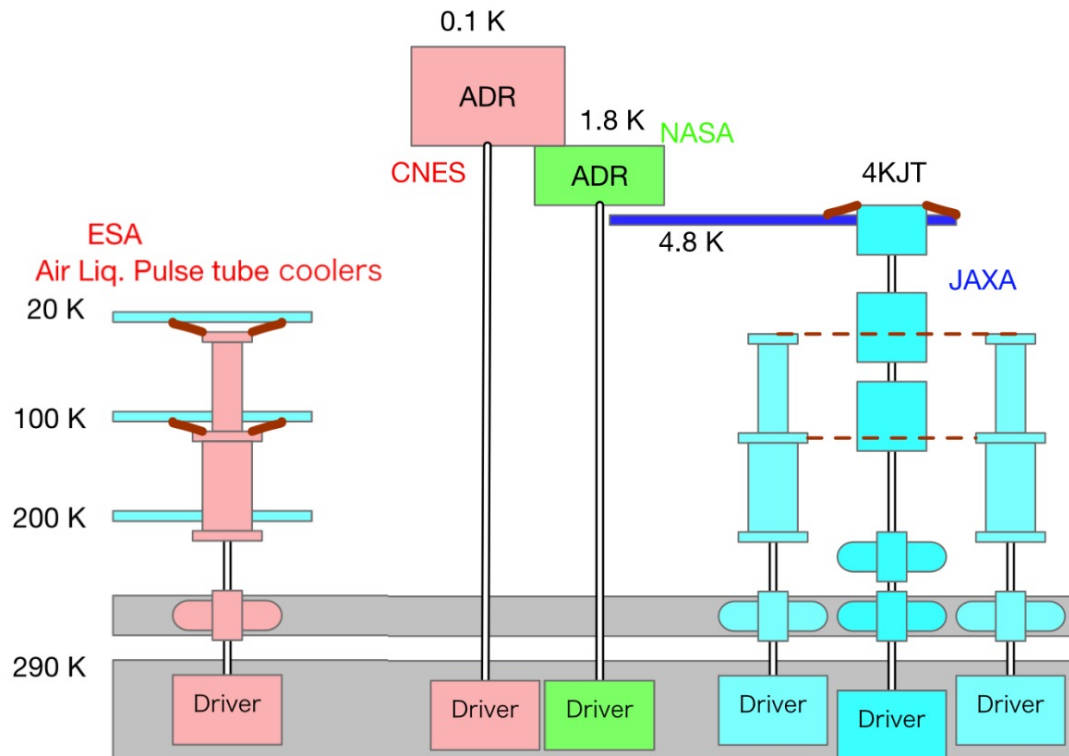 0.1 K
ADR
1.8 K
NASA
CNES
ADR
4KJT
4.8 K
ESA
Air Liq. Pulse tube coolers
JAXA
20 K
100 K
200 K
290 K
Driver
Driver
Driver
Driver
Driver
Driver